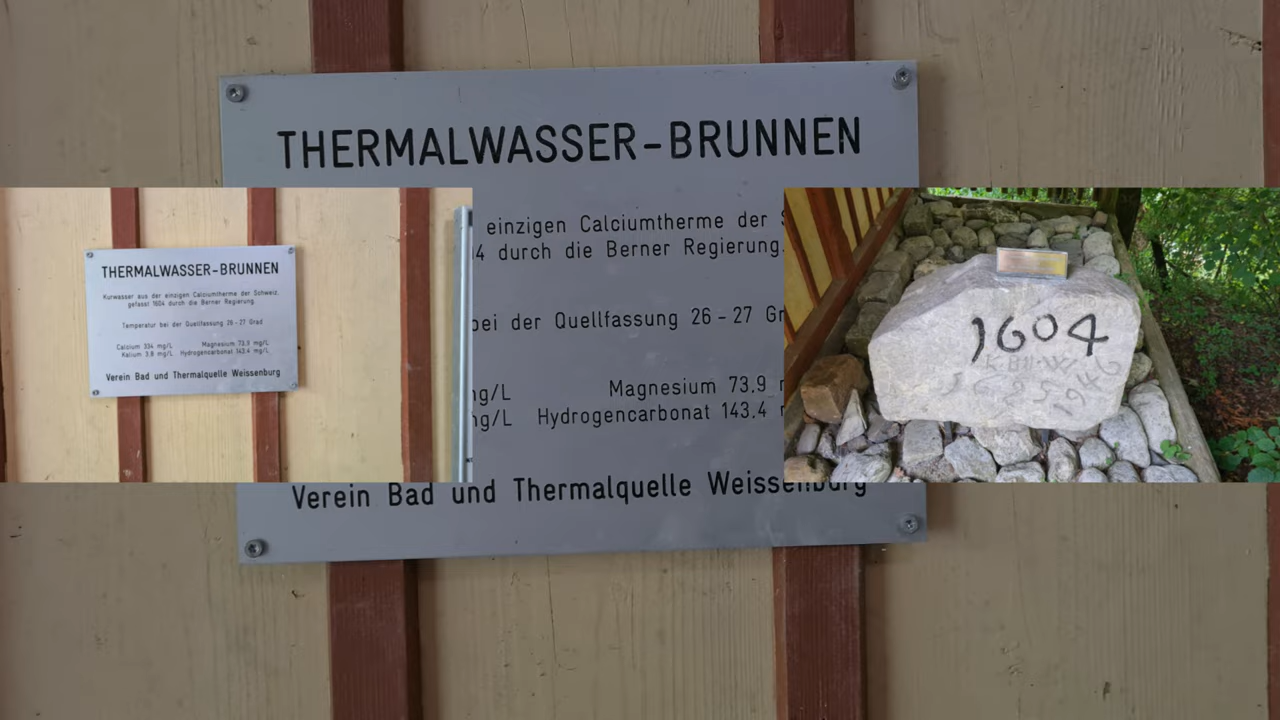 THERMALWASSER-BRUNNEN
einzigen Calciumtherme der
4 durch die Berner Regierung.
bei der Quellfassung 26 - 27
mg/L Magnesium 73.9
mg/L Hydrogencarbonat 143.4
Verein Bad und Thermalquelle Weissenburg
THERMALWASSER-BRUNNEN
Kurwasser aus der einzigen Calciumtherme der Schweiz.
gefasst 1604 durch die Berner Regierung.
Temperatur bei der Quellfassung 26 - 27 Grad
Calcium 334 mg/L Magnesium 73.9 mg/L
Kalium 3.8 mg/L Hydrogencarbonat 143.4 mg/L
Verein Bad und Thermalquelle Weissenburg
1604
1946